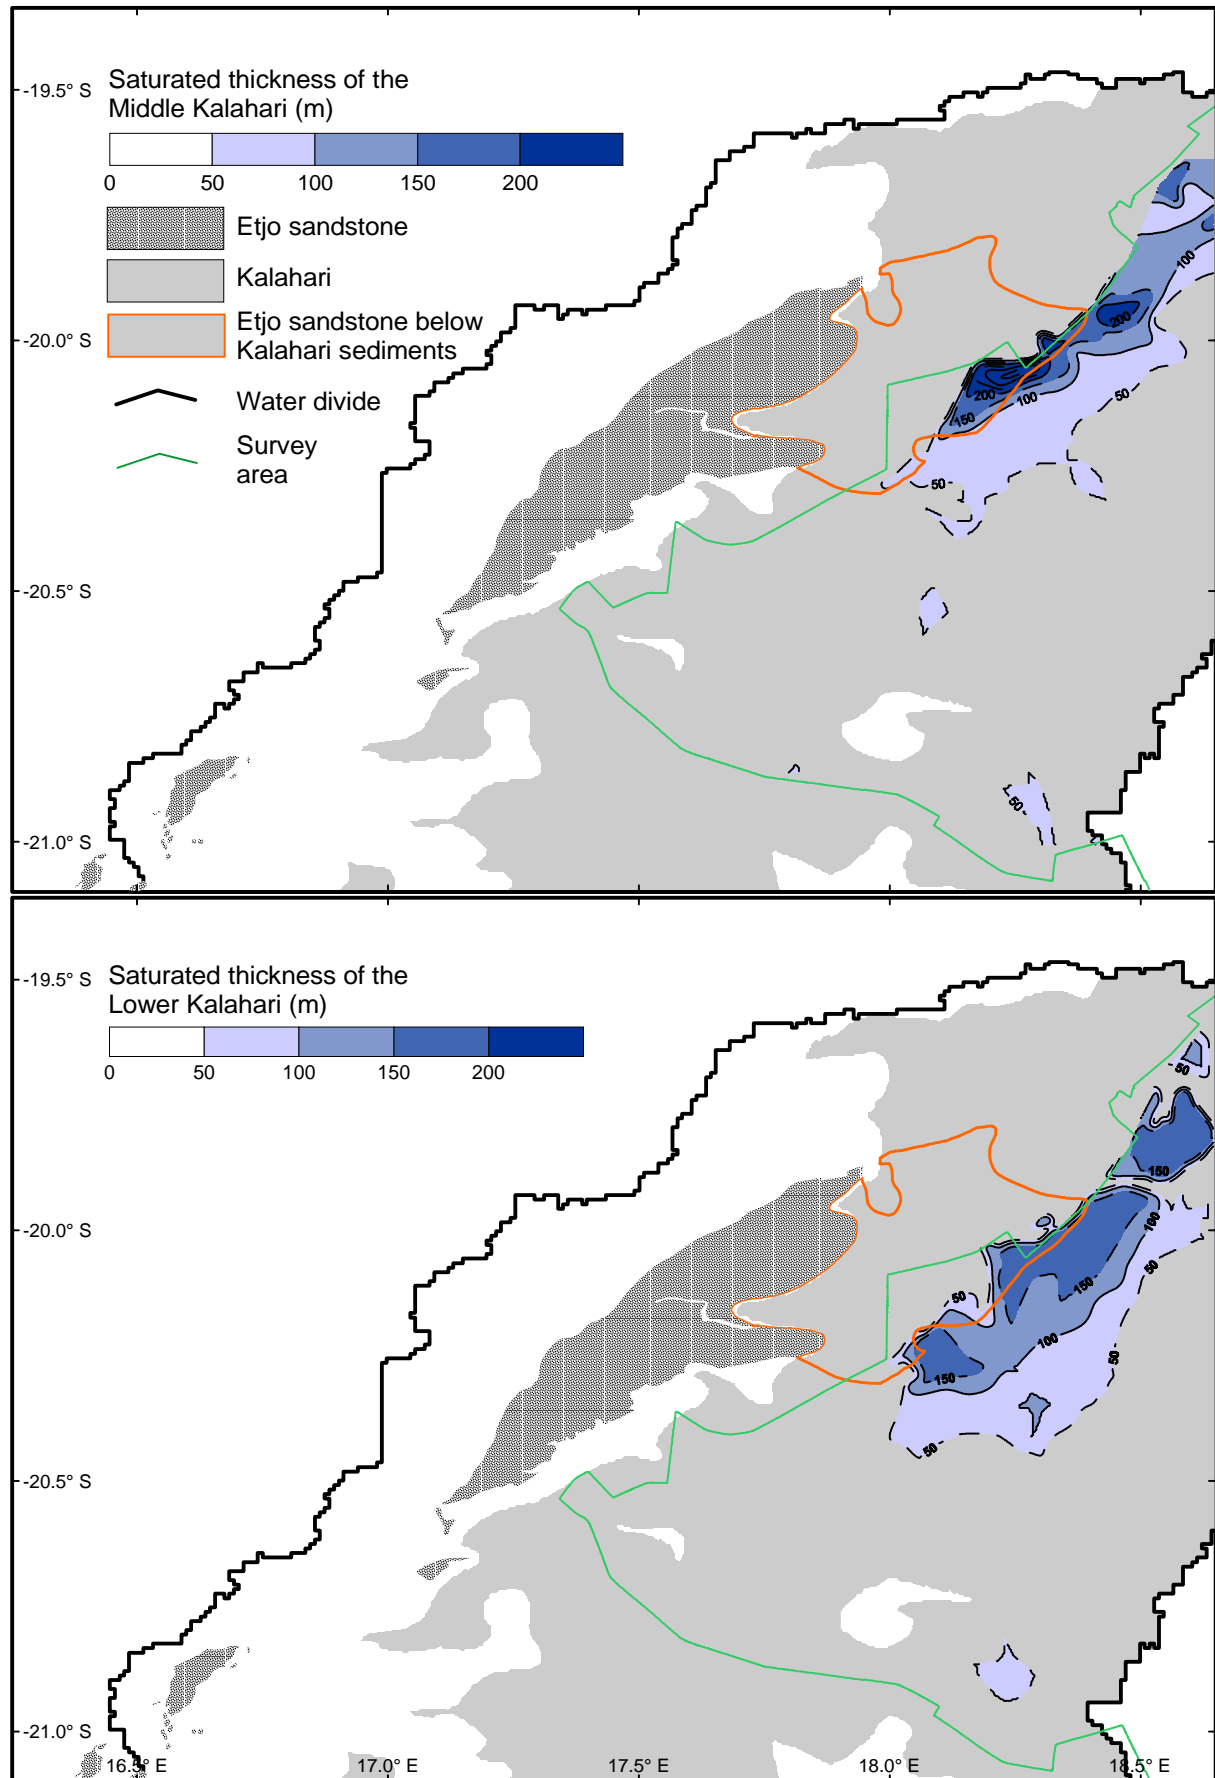 Saturated thickness of the
Middle Kalahari (m)
0 50 100 150 200
Etjo sandstone
Kalahari
Etjo sandstone below
Kalahari sediments
Water divide
Survey
area
-19.5° S
-20.0° S
-20.5° S
-21.0° S
100
200
200
150
100
50
50
50
Saturated thickness of the
Lower Kalahari (m)
0 50 100 150 200
-19.5° S
-20.0° S
-20.5° S
-21.0° S
50
150
100
50
150
50
100
50
150
50
16.5° E 17.0° E 17.5° E 18.0° E 18.5° E